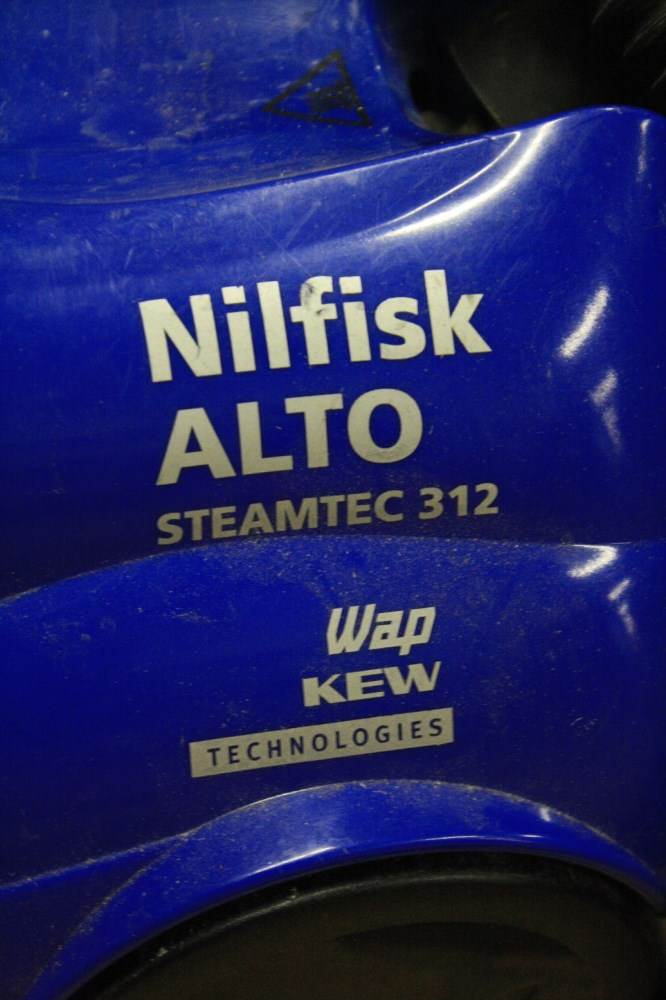 Nilfisk
ALTO
STEAMTEC 312
Wap
KEW
TECHNOLOGIES